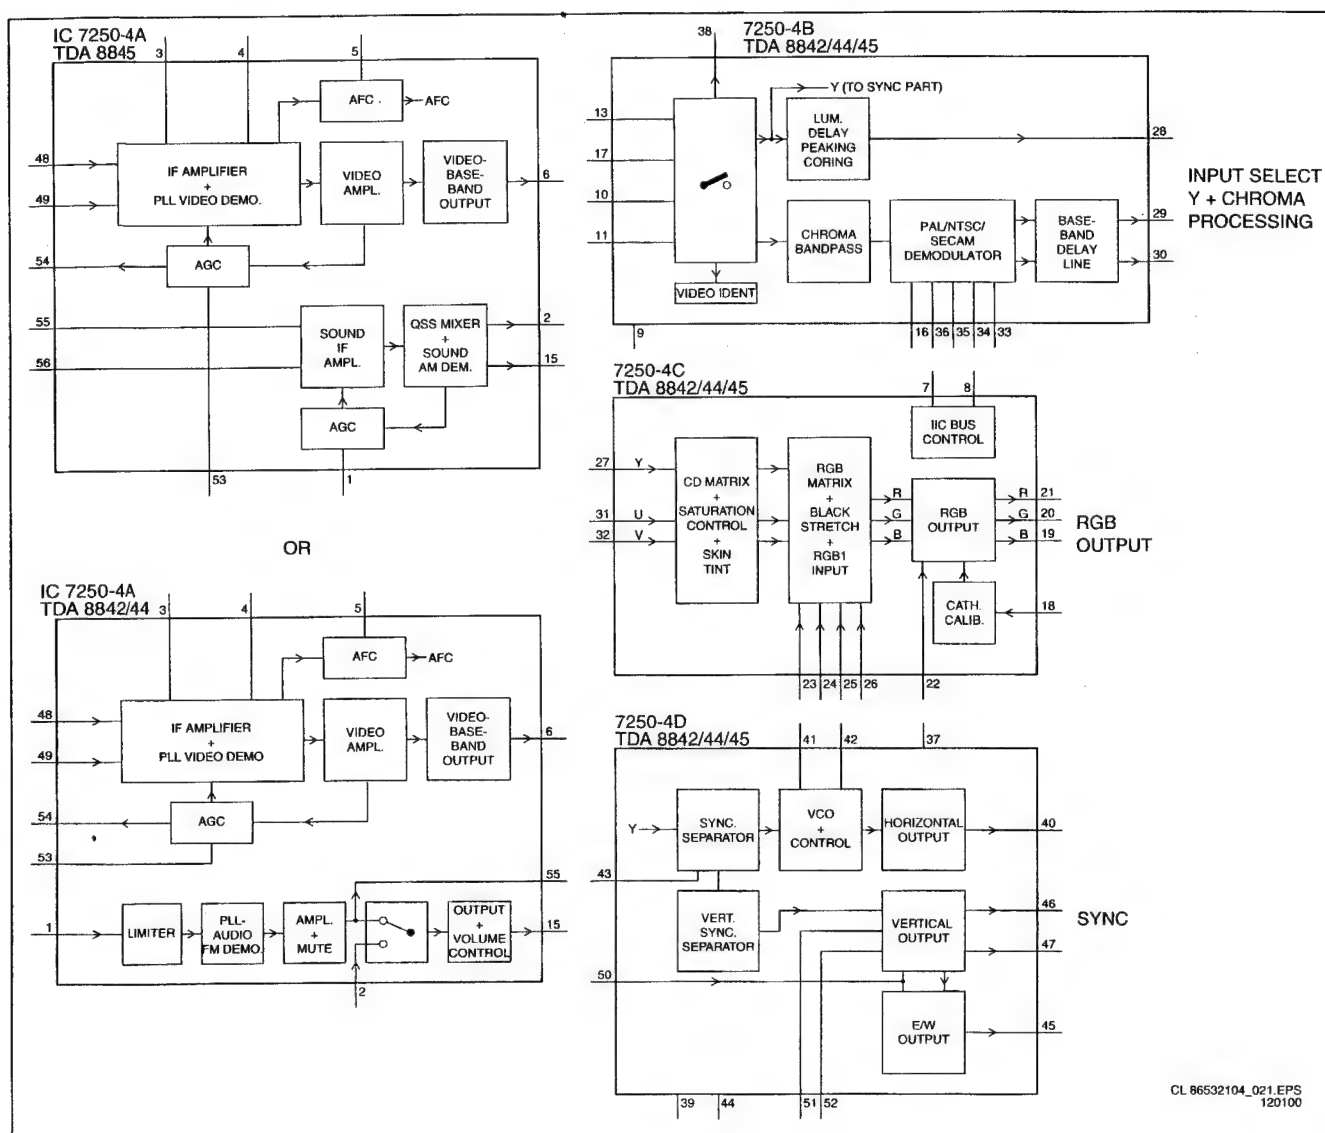 IC 7250-4A
TDA 8845
3
4
5
AFC .
AFC
48
49
IF AMPLIFIER
+
PLL VIDEO DEMO.
VIDEO
AMPL.
VIDEO-
BASE-
BAND
OUTPUT
6
54
AGC
55
56
SOUND
IF
AMPL.
QSS MIXER
+
SOUND
AM DEM.
2
15
AGC
53
1
OR
IC 7250-4A
TDA 8842/44
3
4
5
AFC
AFC
48
49
IF AMPLIFIER
+
PLL VIDEO DEMO
VIDEO
AMPL.
VIDEO-
BASE-
BAND
OUTPUT
6
54
AGC
53
55
1
LIMITER
PLL-
AUDIO
FM DEMO.
AMPL.
+
MUTE
OUTPUT
+
VOLUME
CONTROL
15
2
38
7250-4B
TDA 8842/44/45
Y (TO SYNC PART)
13
17
10
11
LUM.
DELAY
PEAKING
CORING
28
CHROMA
BANDPASS
PAL/NTSC/
SECAM
DEMODULATOR
BASE-
BAND
DELAY
LINE
29
30
VIDEO IDENT
9
16
36
35
34
33
INPUT SELECT
Y + CHROMA
PROCESSING
7250-4C
TDA 8842/44/45
7
8
IIC BUS
CONTROL
27
Y
31
U
32
V
CD MATRIX
+
SATURATION
CONTROL
+
SKIN
TINT
RGB
MATRIX
+
BLACK
STRETCH
+
RGB1
INPUT
R
G
B
RGB
OUTPUT
R
G
B
21
20
19
CATH.
CALIB.
18
23
24
25
26
22
RGB
OUTPUT
7250-4D
TDA 8842/44/45
41
42
37
Y
SYNC.
SEPARATOR
VCO
+
CONTROL
HORIZONTAL
OUTPUT
40
43
VERT.
SYNC.
SEPARATOR
VERTICAL
OUTPUT
46
47
50
E/W
OUTPUT
45
39
44
51
52
SYNC
CL 86532104_021.EPS
120100